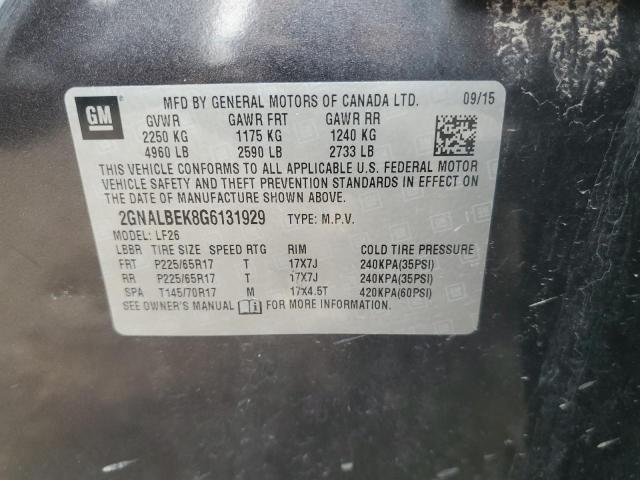 GM
MFD BY GENERAL MOTORS OF CANADA LTD. 09/15
GVWR GAWR FRT GAWR RR
2250 KG 1175 KG 1240 KG
4960 LB 2590 LB 2733 LB
THIS VEHICLE CONFORMS TO ALL APPLICABLE U.S. FEDERAL MOTOR
VEHICLE SAFETY AND THEFT PREVENTION STANDARDS IN EFFECT ON
THE DATE OF MANUFACTURE SHOWN ABOVE.
2GNALBEK8G6131929 TYPE: M.P.V.
MODEL: LF26
LBBR TIRE SIZE SPEED RTG RIM COLD TIRE PRESSURE
FRT P225/65R17 T 17X7J 240KPA(35PSI)
RR P225/65R17 T 17X7J 240KPA(35PSI)
SPA T145/70R17 M 17X4.5T 420KPA(60PSI)
SEE OWNER'S MANUAL FOR MORE INFORMATION.